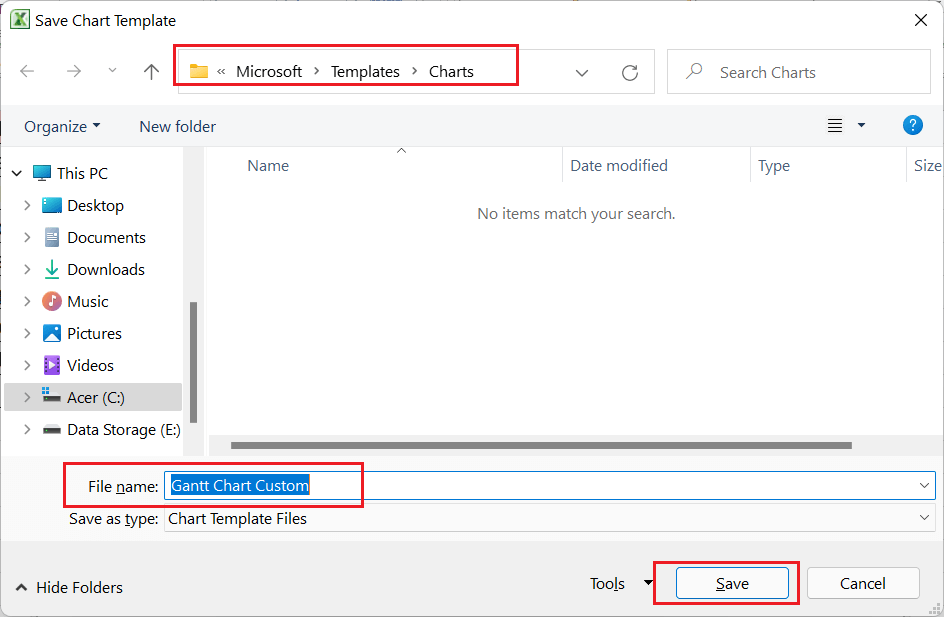 Save Chart Template
« Microsoft > Templates > Charts
Search Charts
Organize
New folder
?
Name
Date modified
Type
Size
No items match your search.
This PC
Desktop
Documents
Downloads
Music
Pictures
Videos
Acer (C:)
Data Storage (E:)
File name: Gantt Chart Custom
Save as type: Chart Template Files
Hide Folders
Tools
Save
Cancel